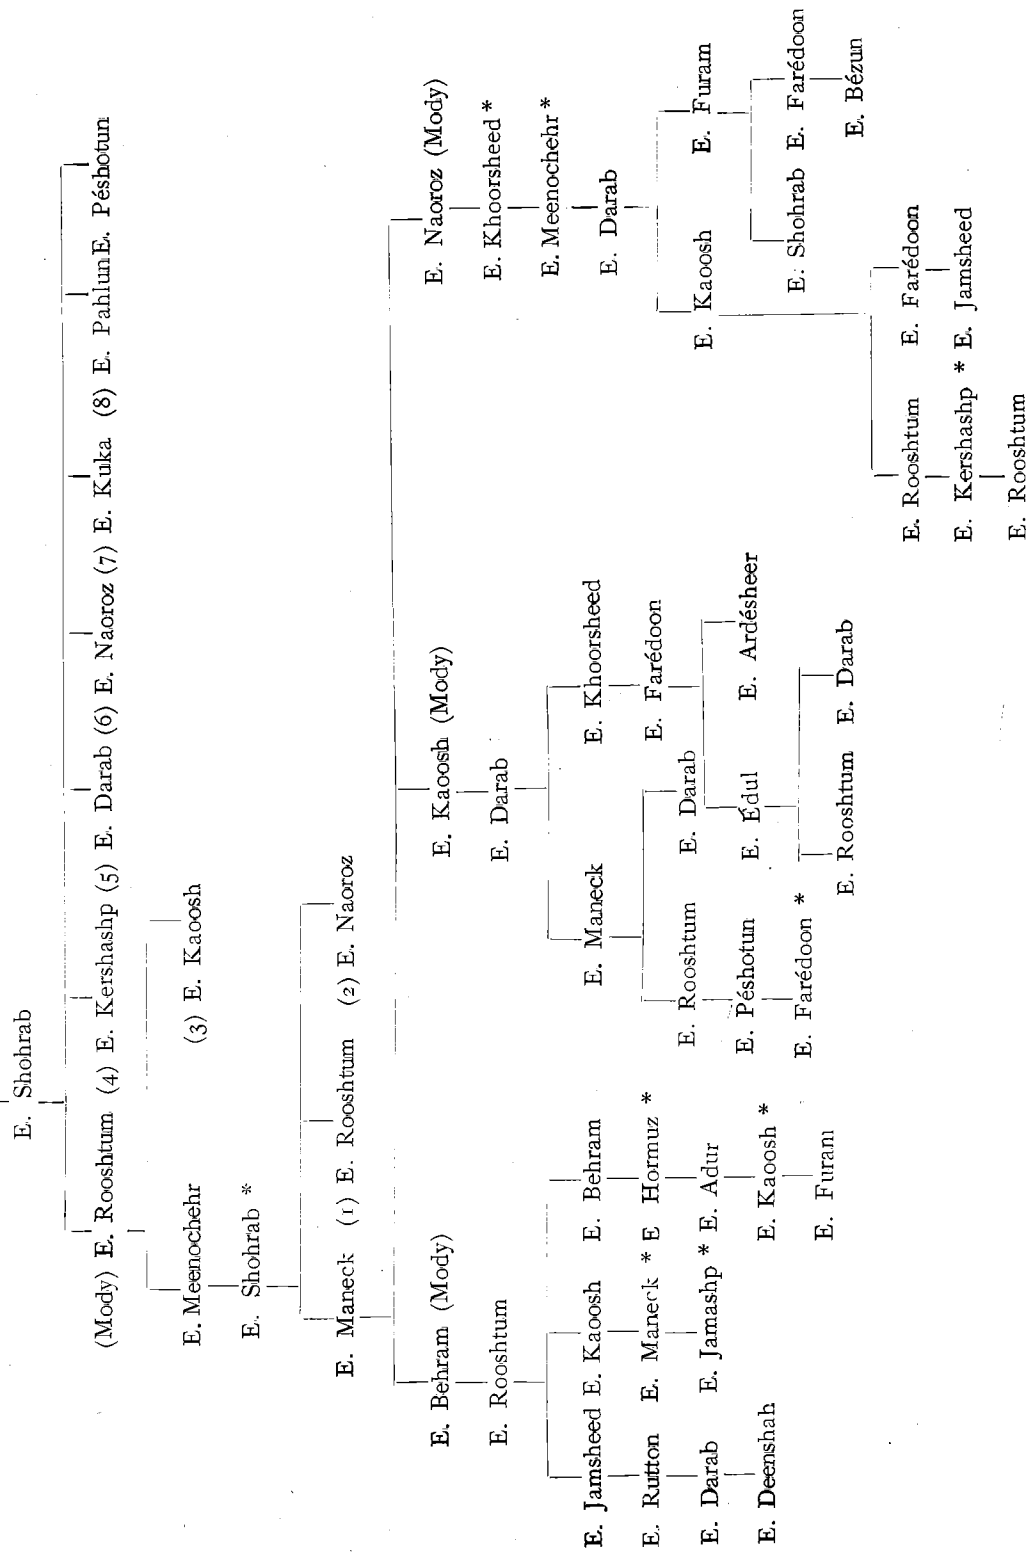 E. Shohrab
(Mody) E. Rooshtum (4) E. Kershashp (5) E. Darab (6) E. Naoroz (7) E. Kuka (8) E. Pahlun E. Péshotun
E. Meenochehr (3) E. Kaoosh
E. Shohrab *
E. Maneck (1) E. Rooshtum (2) E. Naoroz
E. Behram (Mody) E. Kaoosh (Mody) E. Naoroz (Mody)
E. Rooshtum E. Darab E. Khoorsheed *
E. Meenochehr *
E. Jamsheed E. Kaoosh E. Behram E. Maneck E. Khoorsheed E. Darab
E. Rutton E. Maneck * E Hormuz * E. Farédoon
E. Rooshtum E. Darab
E. Kaoosh E. Furam
E. Darab E. Jamashp * E. Adur
E. Péshotun E. Édul E. Ardésheer
E. Deenshah E. Kaoosh *
E. Farédoon * E. Shohrab E. Farédoon
E. Furam
E. Rooshtum E. Darab E. Bézun
E. Rooshtum E. Farédoon
E. Kershashp * E. Jamsheed
E. Rooshtum